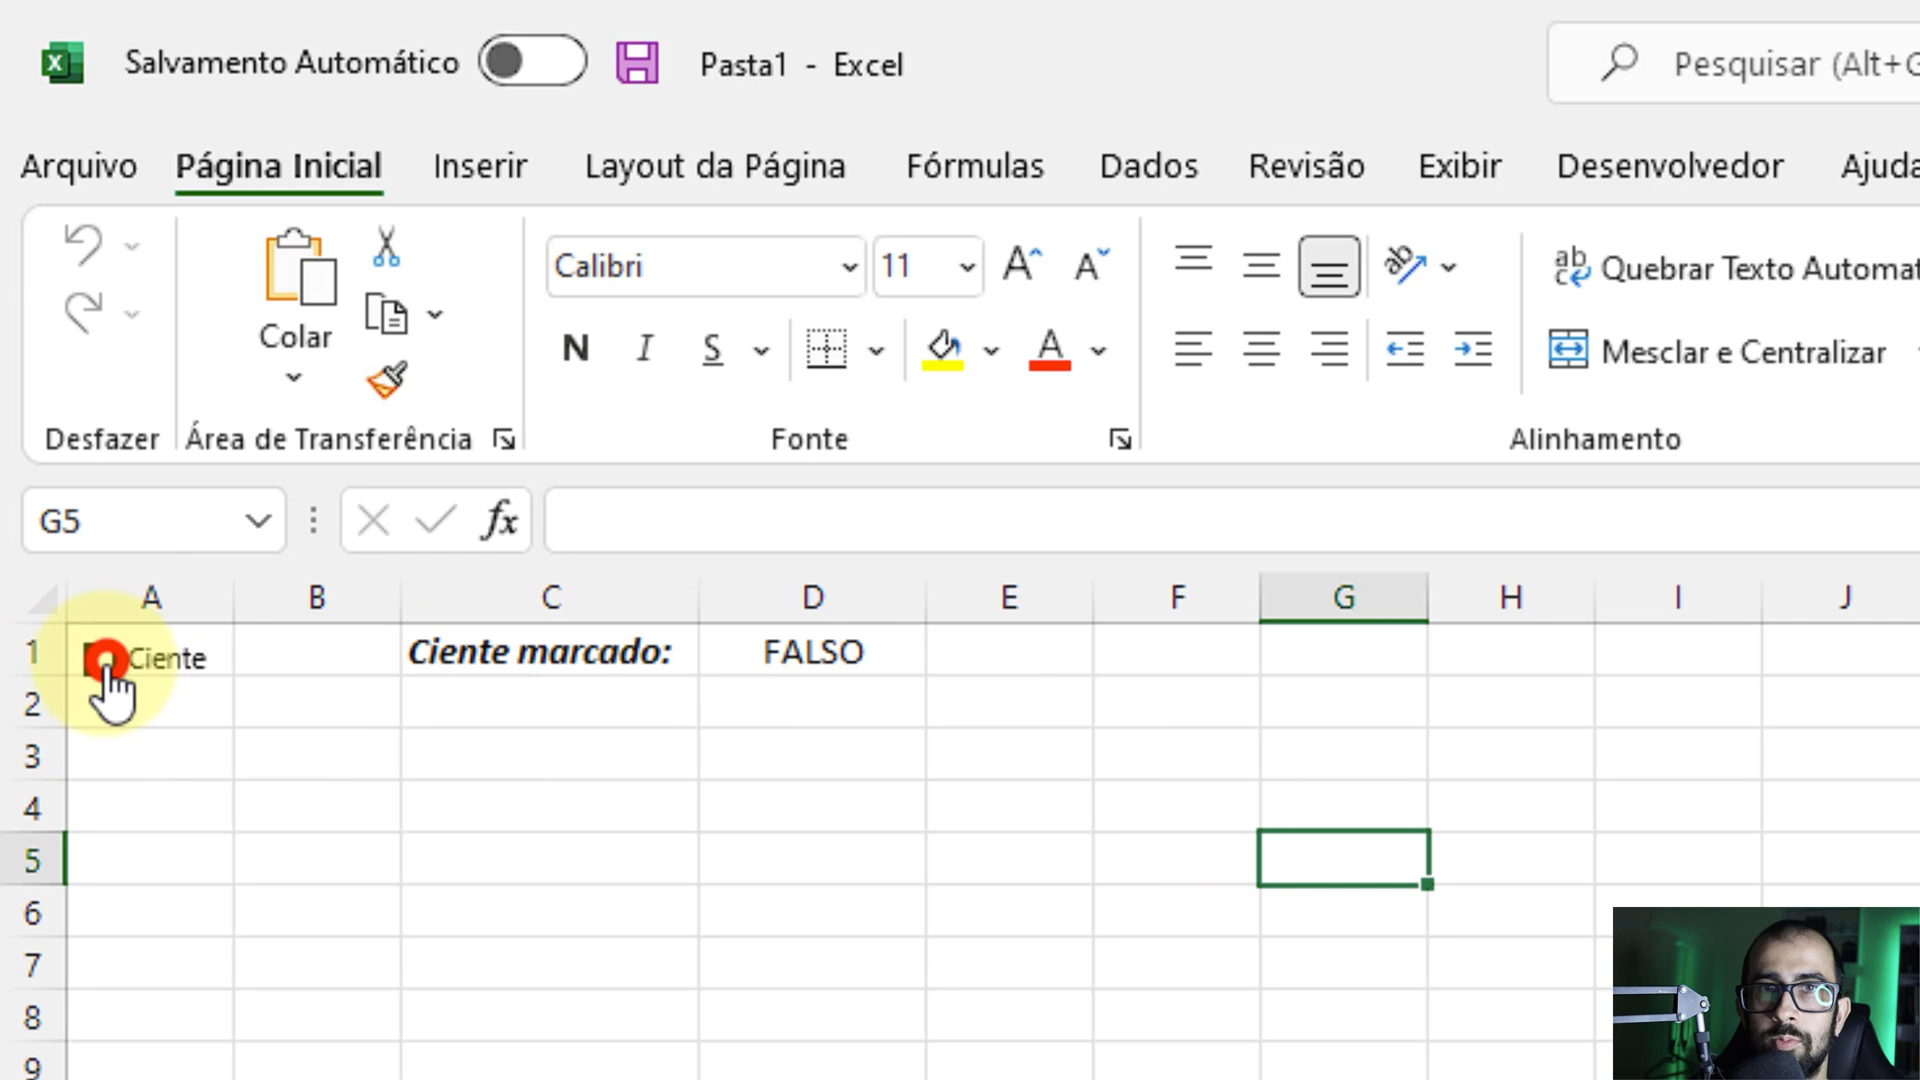 Salvamento Automático
Pasta1 - Excel
Pesquisar (Alt+G
Arquivo Página Inicial Inserir Layout da Página Fórmulas Dados Revisão Exibir Desenvolvedor Ajuda
Colar
Calibri 11
ab Quebrar Texto Automat
N I S A Mesclar e Centralizar
Desfazer Área de Transferência Fonte Alinhamento
G5 fx
A B C D E F G H I J
1 Ciente Ciente marcado: FALSO
2
3
4
5
6
7
8
9